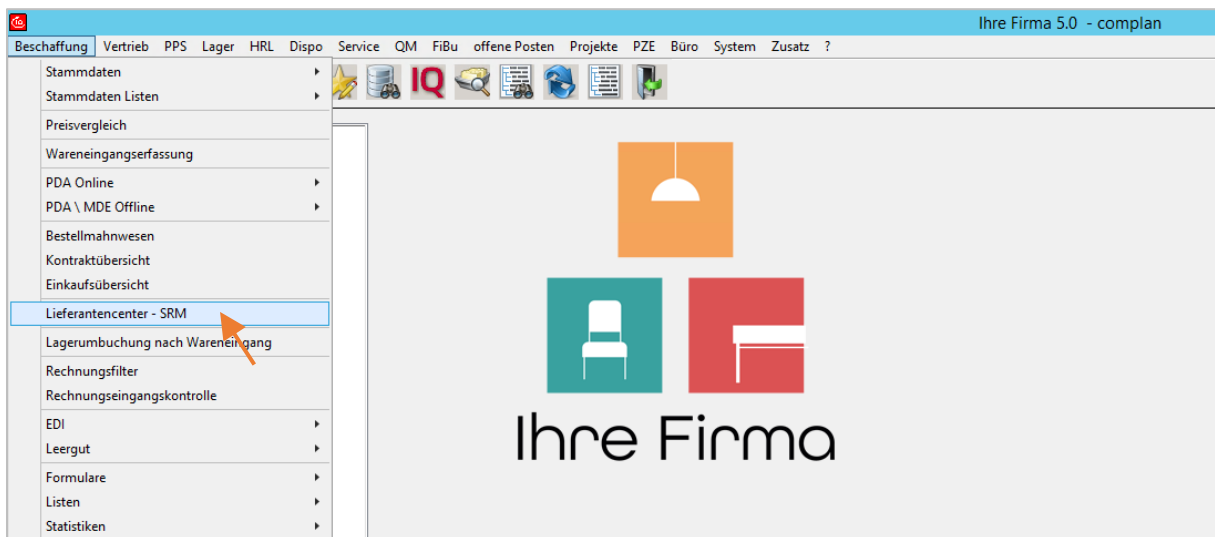 Ihre Firma 5.0 - complan
Beschaffung Vertrieb PPS Lager HRL Dispo Service QM FiBu offene Posten Projekte PZE Büro System Zusatz ?
Stammdaten
Stammdaten Listen
IQ
Preisvergleich
Wareneingangserfassung
PDA Online
PDA \ MDE Offline
Bestellmahnwesen
Kontraktübersicht
Einkaufsübersicht
Lieferantencenter - SRM
Lagerumbuchung nach Wareneingang
Rechnungsfilter
Rechnungseingangskontrolle
EDI
Leergut
Formulare
Listen
Statistiken
Ihre Firma